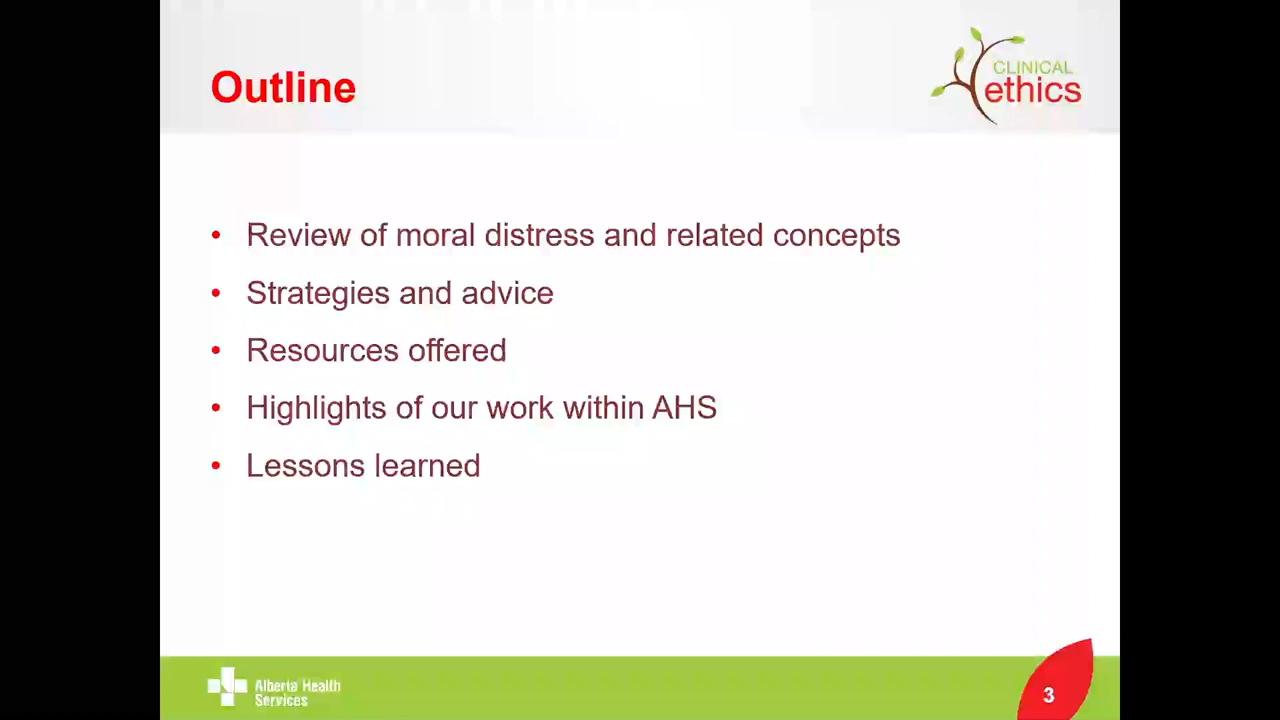 Outline
CLINICAL
ethics
• Review of moral distress and related concepts
• Strategies and advice
• Resources offered
• Highlights of our work within AHS
• Lessons learned
Alberta Health
Services
3